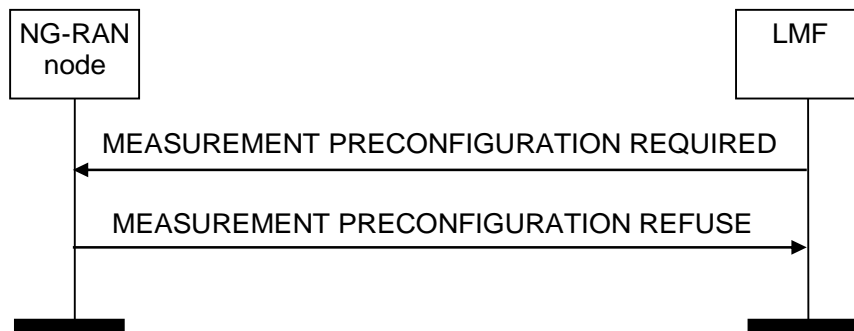 NG-RAN
node
LMF
MEASUREMENT PRECONFIGURATION REQUIRED
MEASUREMENT PRECONFIGURATION REFUSE